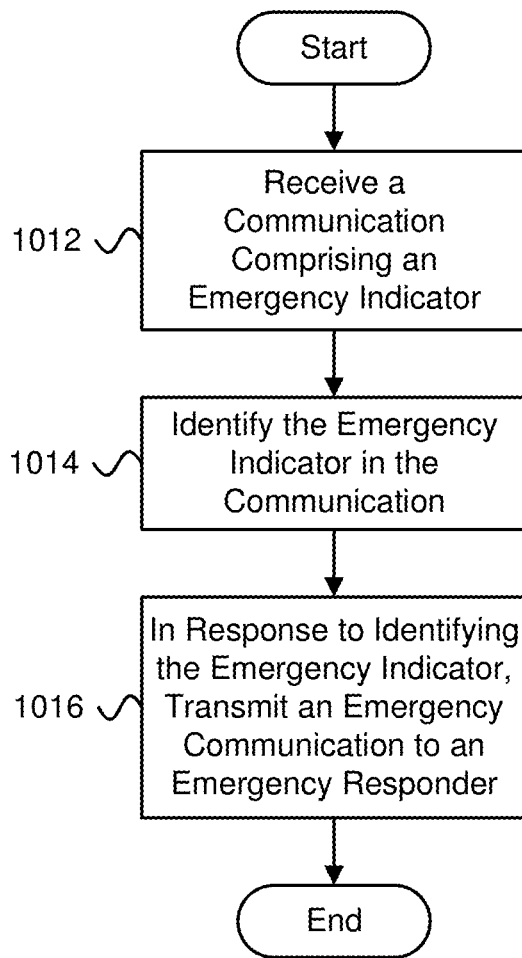 Start
Receive a
Communication
Comprising an
Emergency Indicator
1012
Identify the Emergency
Indicator in the
Communication
1014
In Response to Identifying
the Emergency Indicator,
Transmit an Emergency
Communication to an
Emergency Responder
1016
End